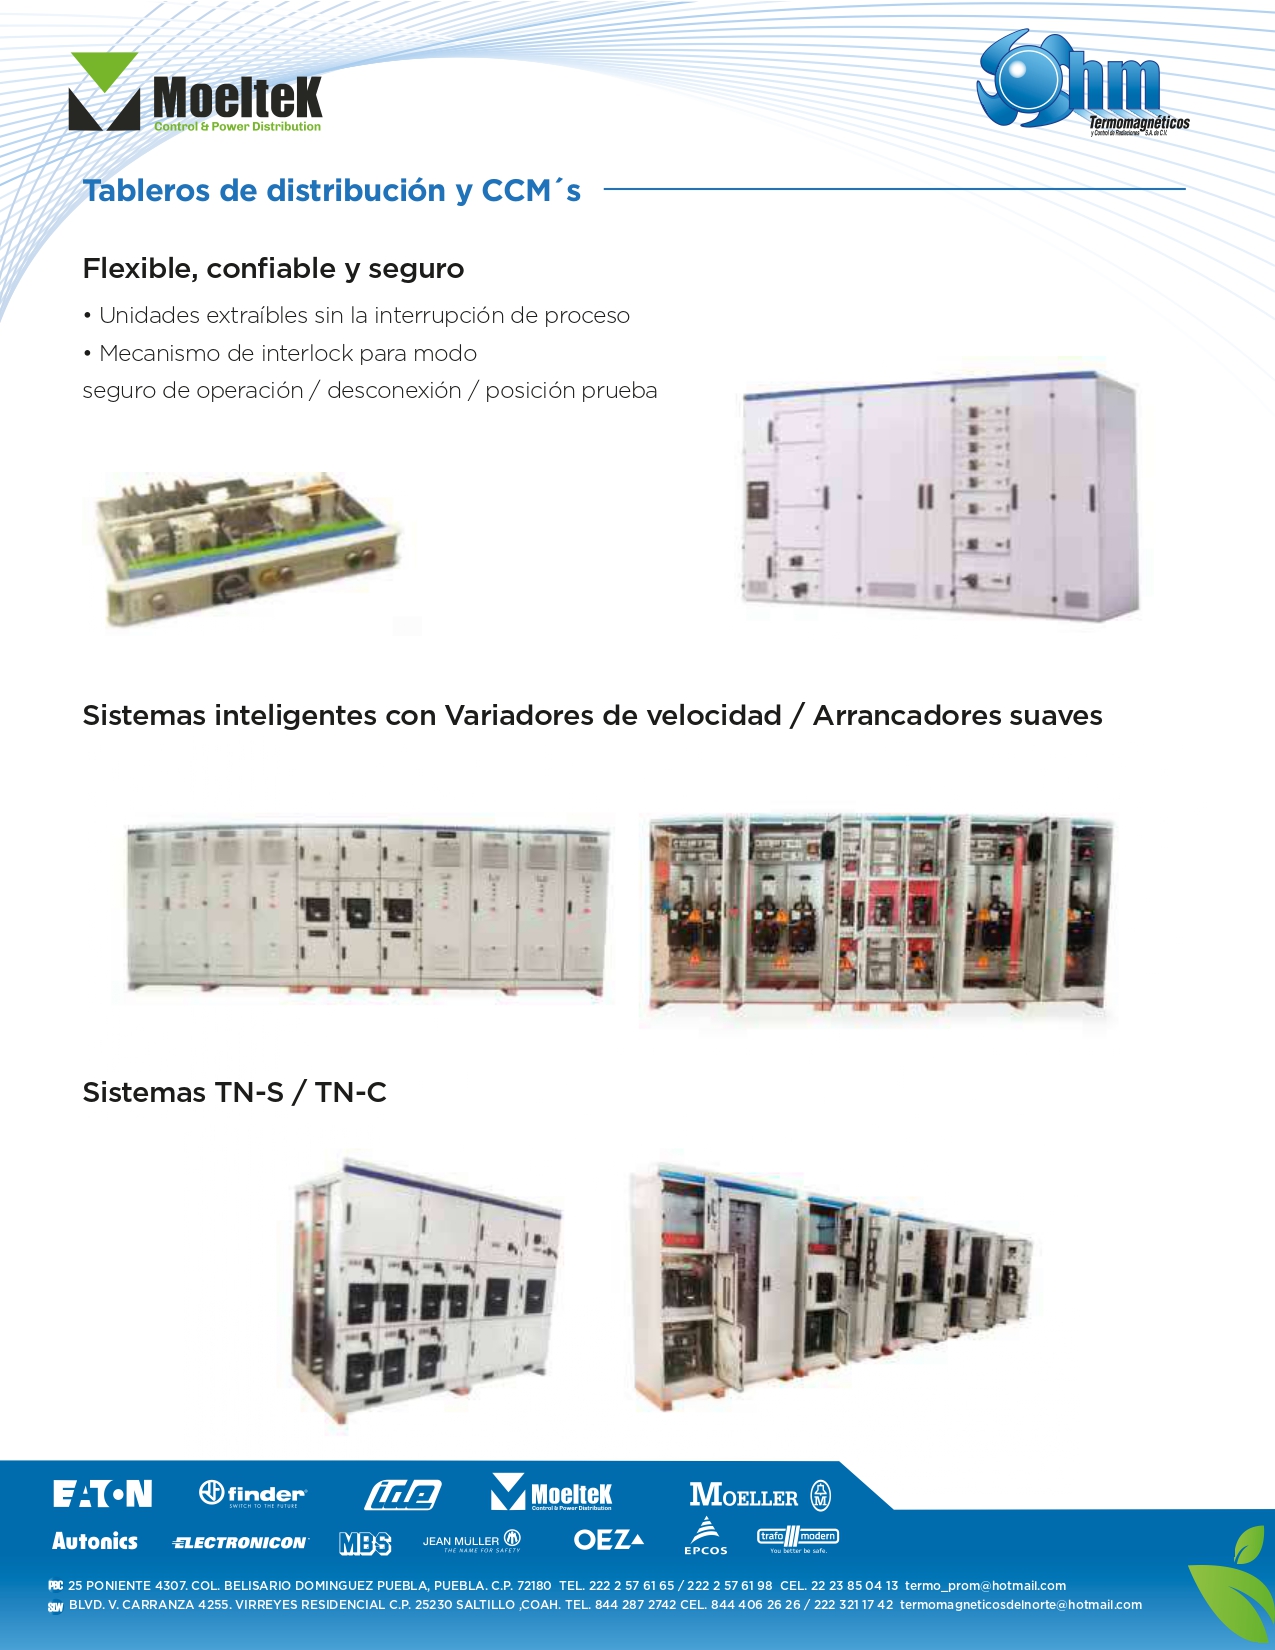 MoelteK
Control & Power Distribution
Ohm
Termomagnéticos
y Control de Radiaciones S.A. de C.V.
Tableros de distribución y CCM´s
Flexible, confiable y seguro
• Unidades extraíbles sin la interrupción de proceso
• Mecanismo de interlock para modo
seguro de operación / desconexión / posición prueba
Sistemas inteligentes con Variadores de velocidad / Arrancadores suaves
Sistemas TN-S / TN-C
EATON
finder
SWITCH TO THE FUTURE
ide
MoelteK
Control & Power Distribution
MOELLER
Autonics
ELECTRONICON
MBS
JEAN MULLER
THE NAME FOR SAFETY
OEZ
EPCOS
trafo modern
You better be safe.
PBC 25 PONIENTE 4307. COL. BELISARIO DOMINGUEZ PUEBLA, PUEBLA. C.P. 72180 TEL. 222 2 57 61 65 / 222 2 57 61 98 CEL. 22 23 85 04 13 termo_prom@hotmail.com
SLW BLVD. V. CARRANZA 4255. VIRREYES RESIDENCIAL C.P. 25230 SALTILLO ,COAH. TEL. 844 287 2742 CEL. 844 406 26 26 / 222 321 17 42 termomagneticosdelnorte@hotmail.com